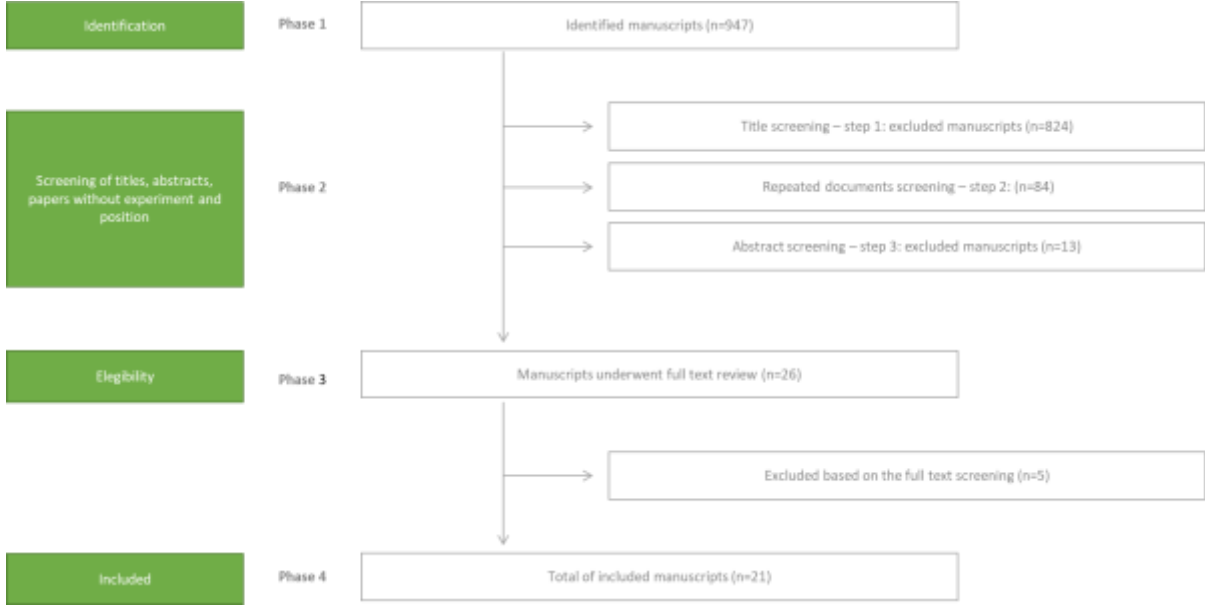 Identification
Phase 1
Identified manuscripts (n=947)
Title screening – step 1: excluded manuscripts (n=824)
Screening of titles, abstracts,
papers without experiment and
position
Phase 2
Repeated documents screening – step 2: (n=84)
Abstract screening – step 3: excluded manuscripts (n=13)
Elegibility
Phase 3
Manuscripts underwent full text review (n=26)
Excluded based on the full text screening (n=5)
Included
Phase 4
Total of included manuscripts (n=21)